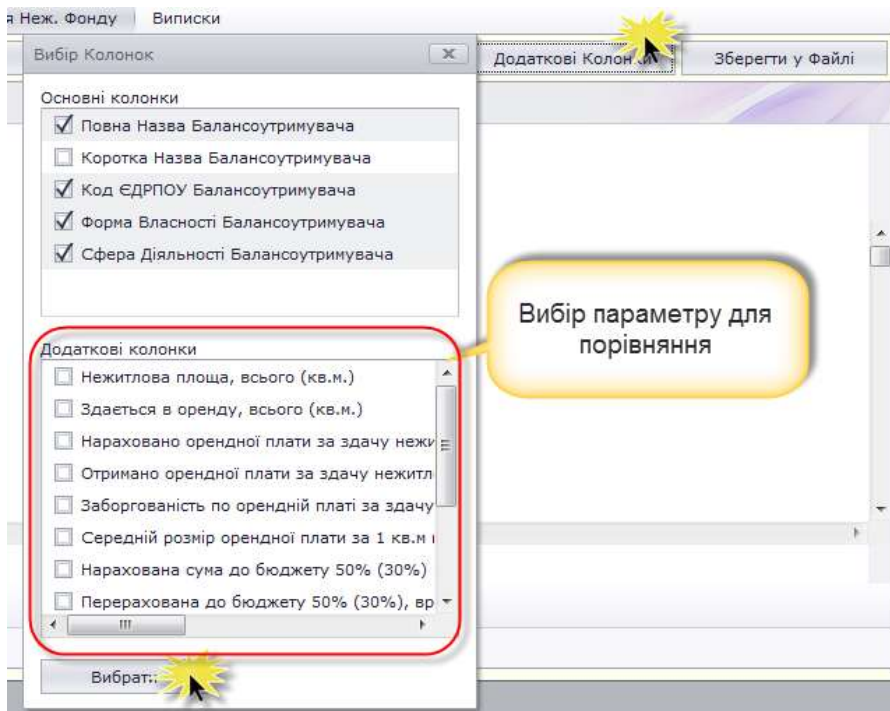 я Неж. Фонду Виписки
Вибір Колонок
Додаткові Колонки Зберегти у Файлі
Основні колонки
Повна Назва Балансоутримувача
Коротка Назва Балансоутримувача
Код ЄДРПОУ Балансоутримувача
Форма Власності Балансоутримувача
Сфера Діяльності Балансоутримувача
Вибір параметру для
порівняння
Додаткові колонки
Нежитлова площа, всього (кв.м.)
Здається в оренду, всього (кв.м.)
Нараховано орендної плати за здачу нежи
Отримано орендної плати за здачу нежитл
Заборгованість по орендній платі за здачу
Середній розмір орендної плати за 1 кв.м
Нарахована сума до бюджету 50% (30%)
Перерахована до бюджету 50% (30%), вр
Вибрати